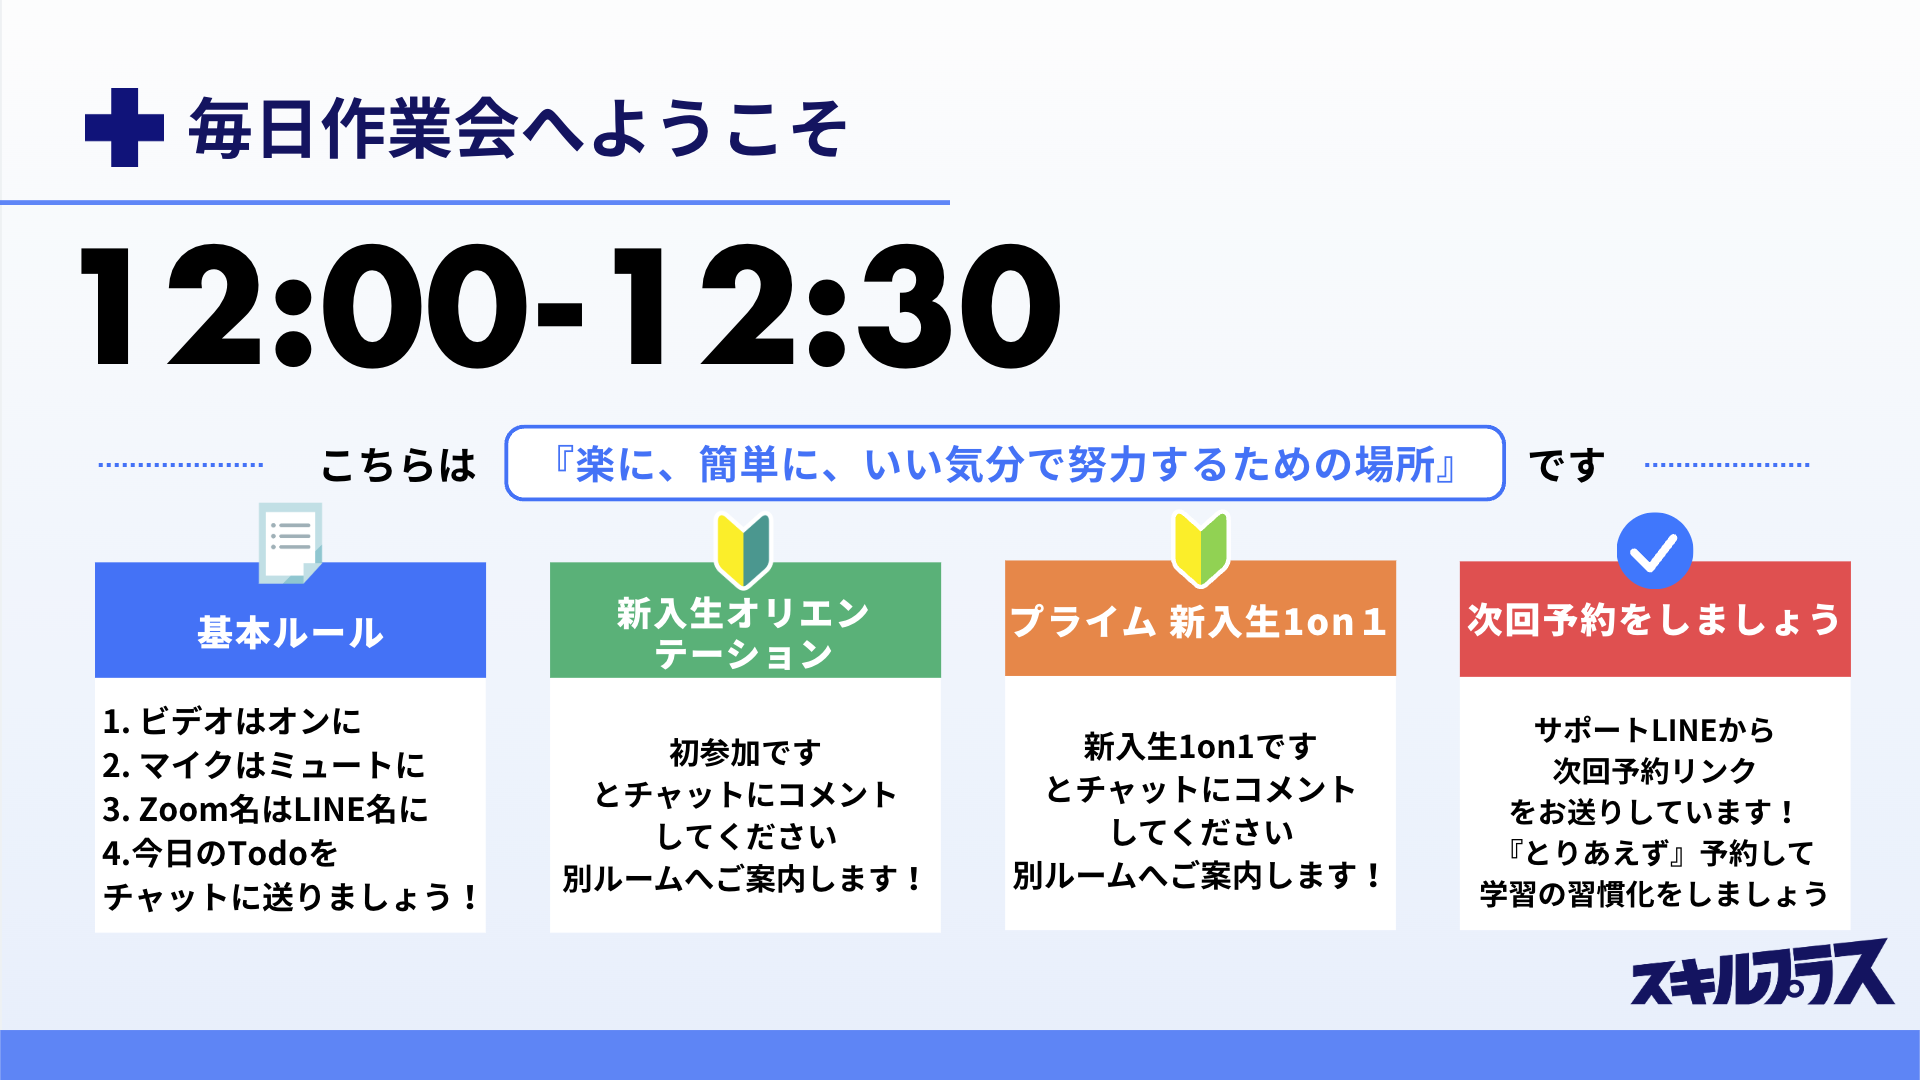 毎日作業会へようこそ
12:00-12:30
こちらは 『楽に、簡単に、いい気分で努力するための場所』 です
基本ルール
1. ビデオはオンに
2. マイクはミュートに
3. Zoom名はLINE名に
4.今日のTodoを
チャットに送りましょう！
新入生オリエン
テーション
初参加です
とチャットにコメント
してください
別ルームへご案内します！
プライム 新入生1on１
新入生1on1です
とチャットにコメント
してください
別ルームへご案内します！
次回予約をしましょう
サポートLINEから
次回予約リンク
をお送りしています！
『とりあえず』予約して
学習の習慣化をしましょう
スキルプラス